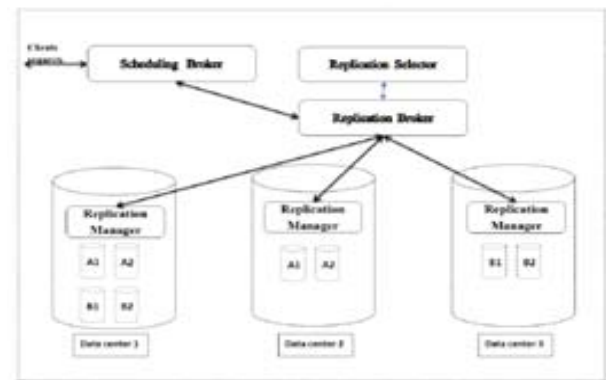 Clients
Scheduling Broker
Replication Selector
Replication Broker
Replication
Manager
A1 A2
B1 B2
Data center 1
Replication
Manager
A1 A2
Data center 2
Replication
Manager
B1 B2
Data center 3